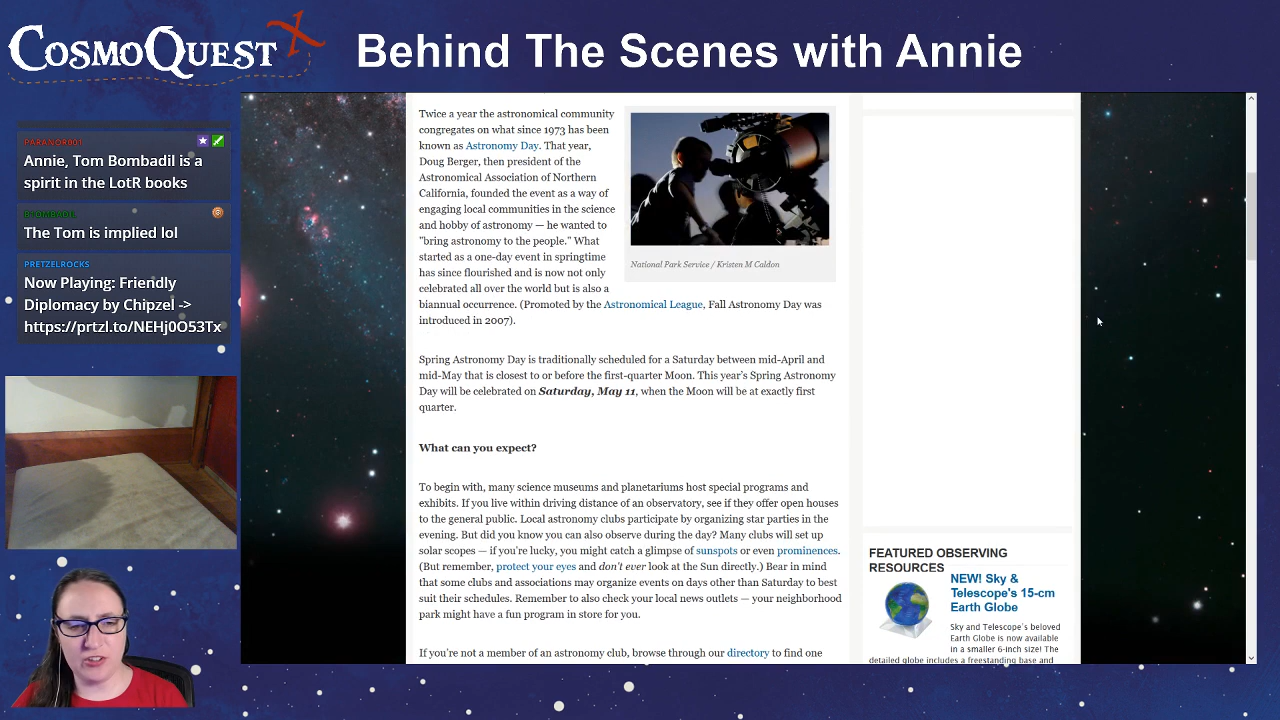 COSMOQUEST X
Behind The Scenes with Annie
PARANOR001
Annie, Tom Bombadil is a
spirit in the LotR books
BTOMBADIL
The Tom is implied lol
PRETZELROCKS
Now Playing: Friendly
Diplomacy by Chipzel ->
https://prtzl.to/NEHj0O53Tx
Twice a year the astronomical community
congregates on what since 1973 has been
known as Astronomy Day. That year,
Doug Berger, then president of the
Astronomical Association of Northern
California, founded the event as a way of
engaging local communities in the science
and hobby of astronomy — he wanted to
"bring astronomy to the people." What
started as a one-day event in springtime
has since flourished and is now not only
celebrated all over the world but is also a
biannual occurrence. (Promoted by the Astronomical League, Fall Astronomy Day was
introduced in 2007).
National Park Service / Kristen M Caldon
Spring Astronomy Day is traditionally scheduled for a Saturday between mid-April and
mid-May that is closest to or before the first-quarter Moon. This year's Spring Astronomy
Day will be celebrated on Saturday, May 11, when the Moon will be at exactly first
quarter.
What can you expect?
To begin with, many science museums and planetariums host special programs and
exhibits. If you live within driving distance of an observatory, see if they offer open houses
to the general public. Local astronomy clubs participate by organizing star parties in the
evening. But did you know you can also observe during the day? Many clubs will set up
solar scopes — if you're lucky, you might catch a glimpse of sunspots or even prominences.
(But remember, protect your eyes and don't ever look at the Sun directly.) Bear in mind
that some clubs and associations may organize events on days other than Saturday to best
suit their schedules. Remember to also check your local news outlets — your neighborhood
park might have a fun program in store for you.
If you're not a member of an astronomy club, browse through our directory to find one
FEATURED OBSERVING
RESOURCES
NEW! Sky &
Telescope's 15-cm
Earth Globe
Sky and Telescope's beloved
Earth Globe is now available
in a smaller 6-inch size! The
detailed globe includes a freestanding base and